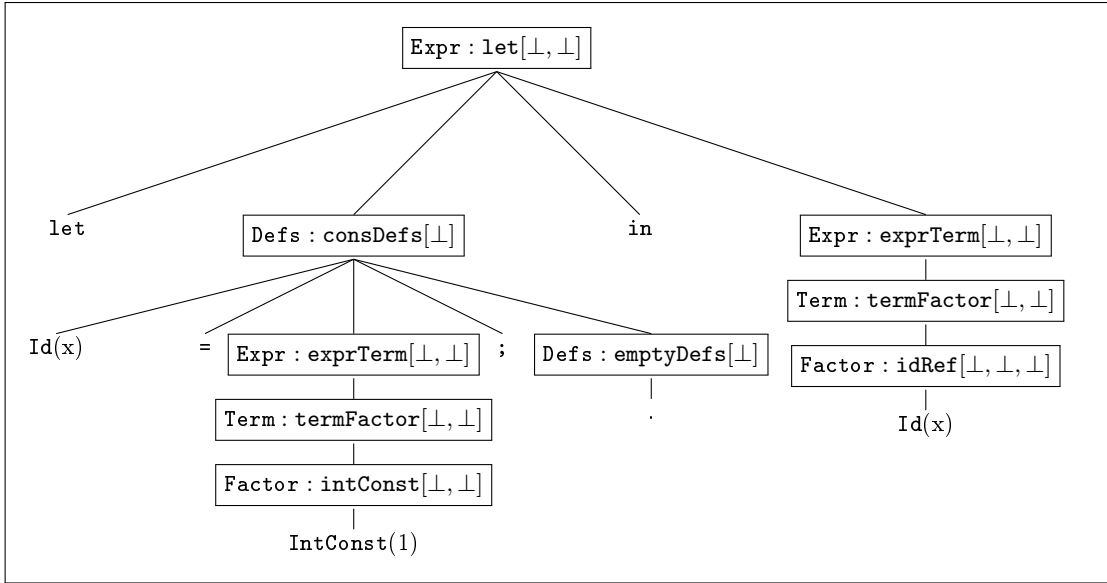 Expr : let[⊥, ⊥]
let Defs : consDefs[⊥] in Expr : exprTerm[⊥, ⊥]
Term : termFactor[⊥, ⊥]
Id(x) = Expr : exprTerm[⊥, ⊥] ; Defs : emptyDefs[⊥] Factor : idRef[⊥, ⊥, ⊥]
Term : termFactor[⊥, ⊥] . Id(x)
Factor : intConst[⊥, ⊥]
IntConst(1)